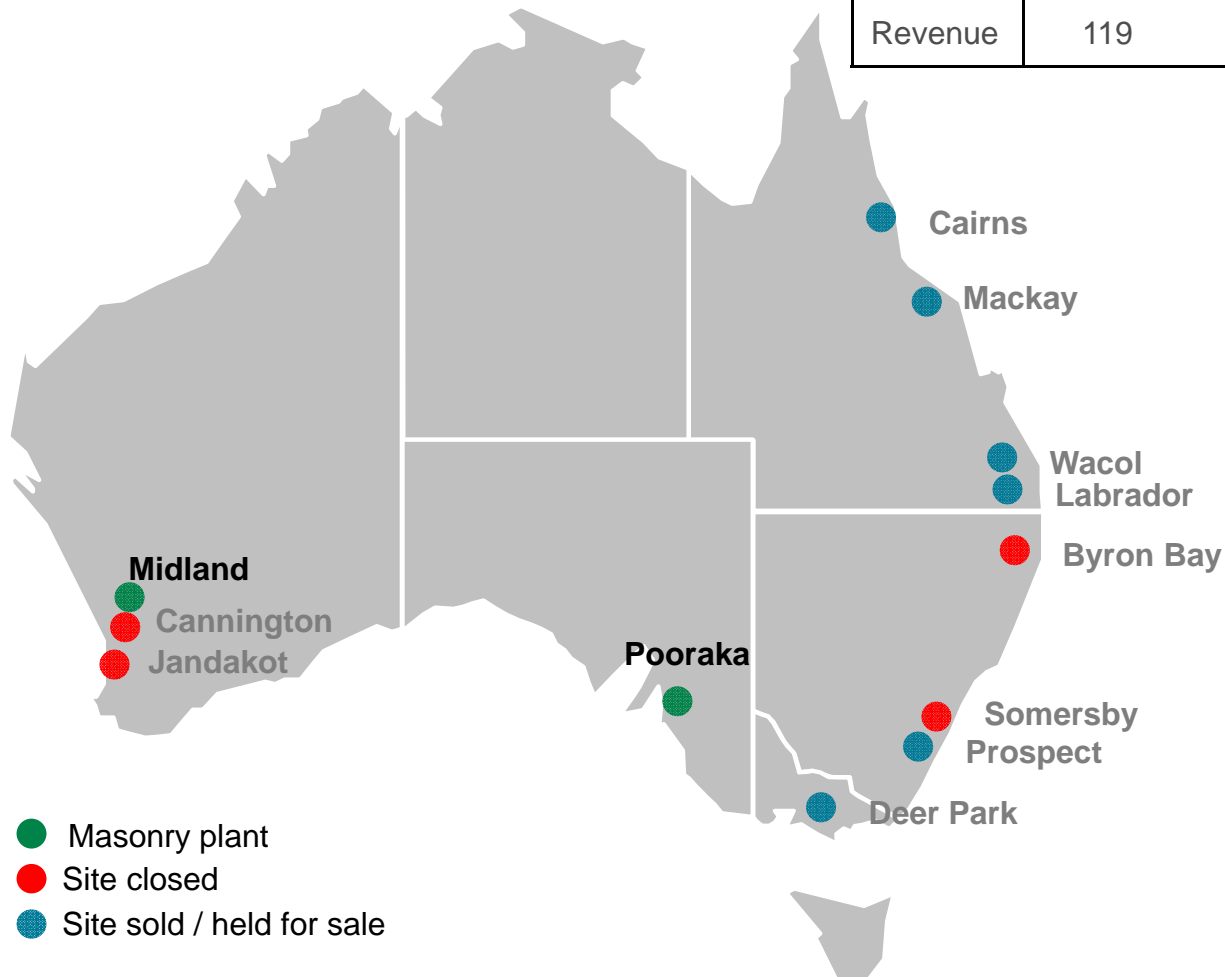 Revenue 119
Cairns
Mackay
Wacol
Labrador
Byron Bay
Midland
Cannington
Jandakot
Pooraka
Somersby
Prospect
Deer Park
Masonry plant
Site closed
Site sold / held for sale